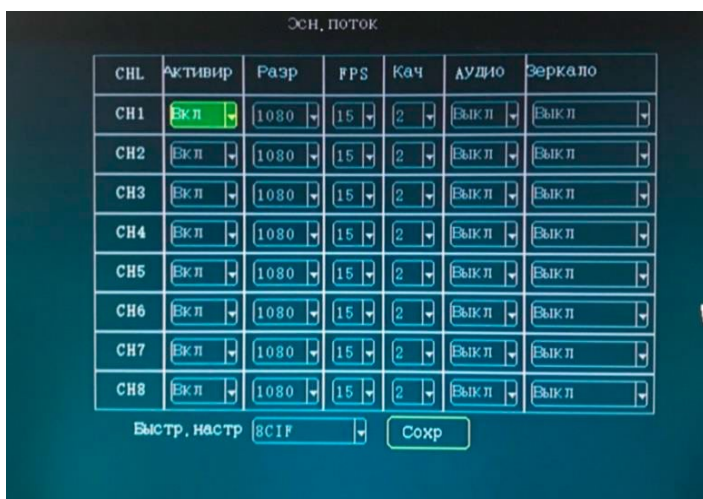 Осн. поток
CHL Активир Разр FPS Кач Аудио Зеркало
CH1 Вкл 1080 15 2 Выкл Выкл
CH2 Вкл 1080 15 2 Выкл Выкл
CH3 Вкл 1080 15 2 Выкл Выкл
CH4 Вкл 1080 15 2 Выкл Выкл
CH5 Вкл 1080 15 2 Выкл Выкл
CH6 Вкл 1080 15 2 Выкл Выкл
CH7 Вкл 1080 15 2 Выкл Выкл
CH8 Вкл 1080 15 2 Выкл Выкл
Быстр. настр 8CIF Сохр